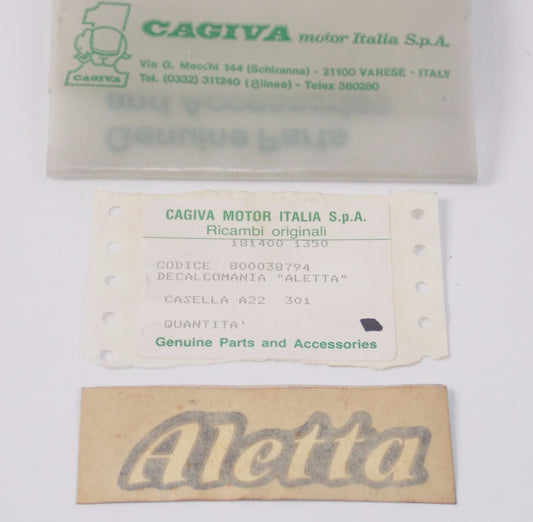 1
CAGIVA
CAGIVA motor Italia S.p.A.
Via G. Macchi 144 (Schiranna) - 21100 VARESE - ITALY
Tel. (0332) 311240 (8linee) - Telex 380280
and Accessories
Genuine Parts
CAGIVA MOTOR ITALIA S.p.A.
Ricambi originali
181400 1350
CODICE 800038794
DECALCOMANIA "ALETTA"
CASELLA A22 301
QUANTITA'
Genuine Parts and Accessories
Aletta